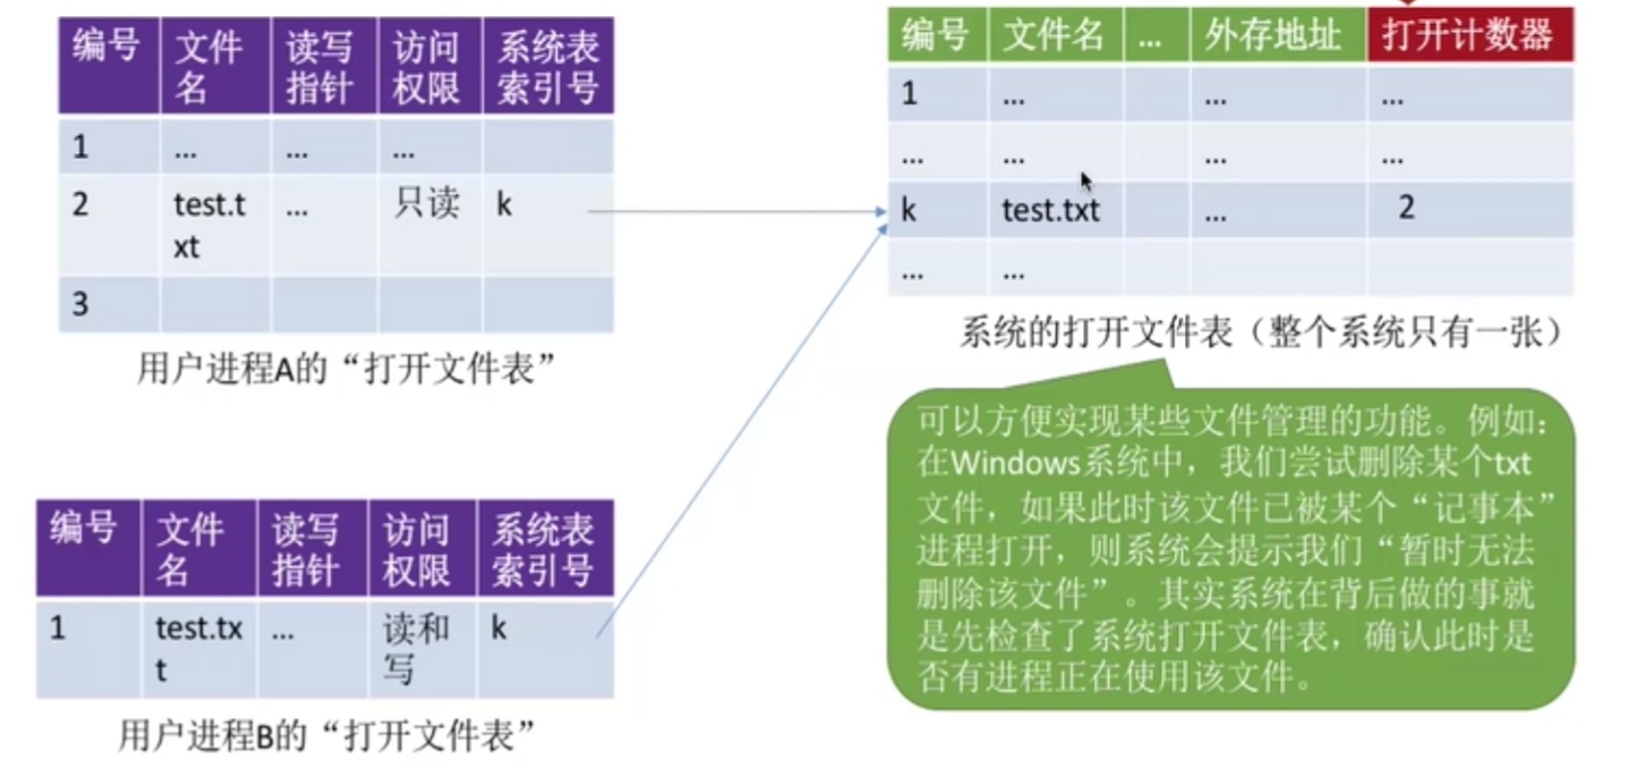 编号 文件名 读写指针 访问权限 系统表索引号
1 ... ... ...
2 test.txt ... 只读 k
3
用户进程A的“打开文件表”
编号 文件名 读写指针 访问权限 系统表索引号
1 test.txt ... 读和写 k
用户进程B的“打开文件表”
编号 文件名 ... 外存地址 打开计数器
1 ... ... ...
... ... ... ...
k test.txt ... 2
... ...
系统的打开文件表（整个系统只有一张）
可以方便实现某些文件管理的功能。例如：
在Windows系统中，我们尝试删除某个txt
文件，如果此时该文件已被某个“记事本”
进程打开，则系统会提示我们“暂时无法
删除该文件”。其实系统在背后做的事就
是先检查了系统打开文件表，确认此时是
否有进程正在使用该文件。